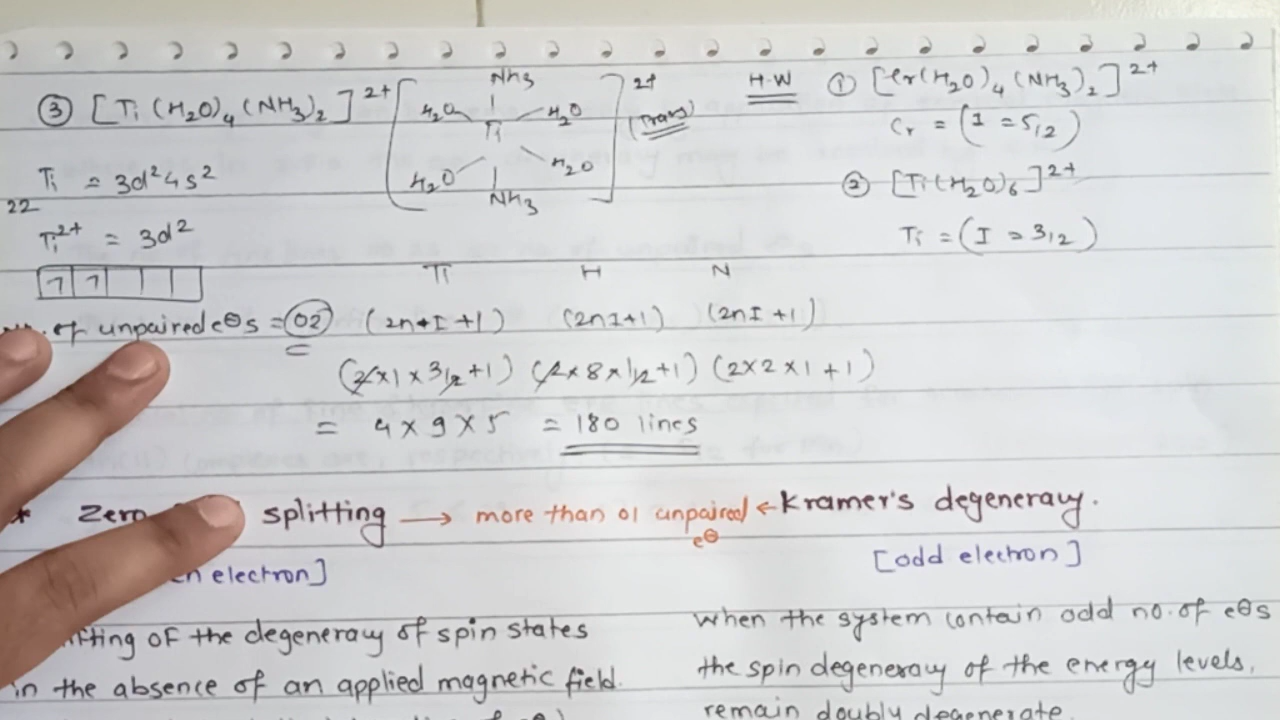 ③ [Ti (H₂O)₄ (NH₃)₂]²⁺
NH₃
H₂O H₂O
Ti
H₂O H₂O
NH₃
2+
(Trans)
Ti = 3d²4s²
22
Ti²⁺ = 3d²
1 1
H.W ① [Cr(H₂O)₄ (NH₃)₂]²⁺
Cr = (I = 5/2)
② [Ti(H₂O)₆]²⁺
Ti = (I = 3/2)
Ti H N
of unpaired e⊖s = 02 (2n*I+1) (2nI+1) (2nI+1)
(2×1×3/2+1) (2×8×1/2+1) (2×2×1+1)
= 4×9×5 = 180 lines
* Zero splitting → more than 01 unpaired e⊖ ← Kramer's degeneracy.
electron] [odd electron]
of the degeneracy of spin states
in the absence of an applied magnetic field.
when the system contain odd no. of e⊖s
the spin degeneracy of the energy levels,
remain doubly degenerate.